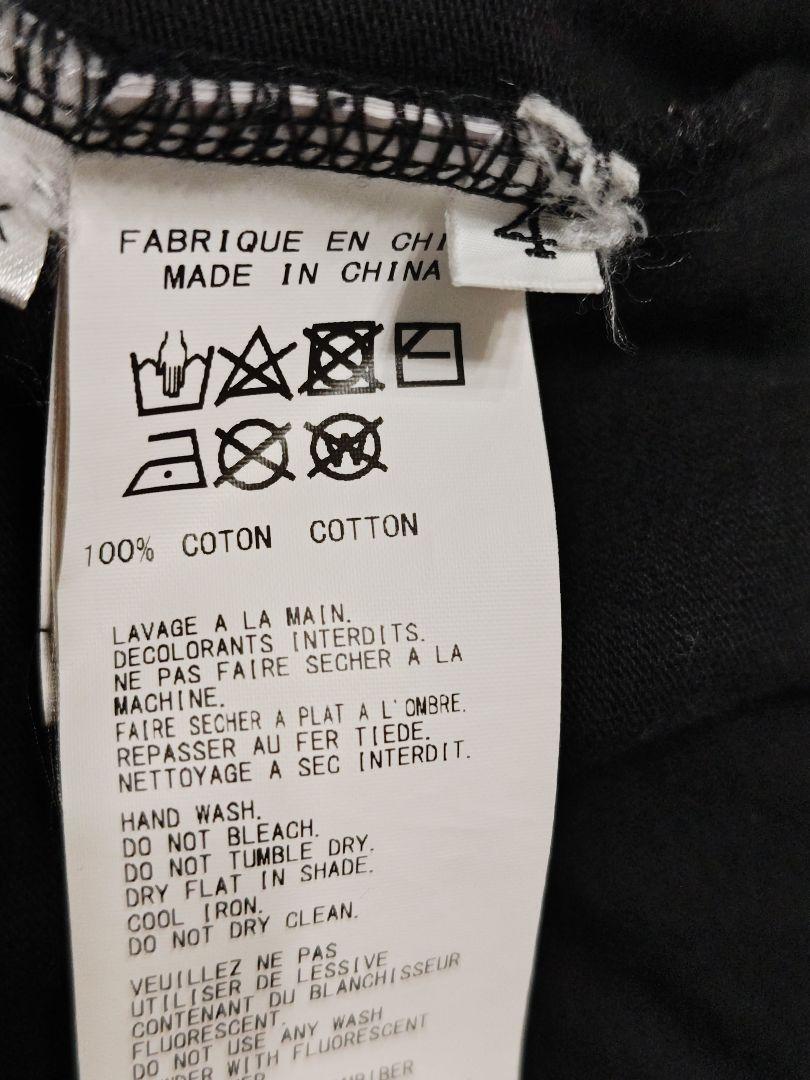 FABRIQUE EN CHI
MADE IN CHINA
4
W
100% COTON COTTON
LAVAGE A LA MAIN.
DECOLORANTS INTERDITS.
NE PAS FAIRE SECHER A LA
MACHINE.
FAIRE SECHER A PLAT A L'OMBRE.
REPASSER AU FER TIEDE.
NETTOYAGE A SEC INTERDIT.
HAND WASH.
DO NOT BLEACH.
DO NOT TUMBLE DRY.
DRY FLAT IN SHADE.
COOL IRON.
DO NOT DRY CLEAN.
VEUILLEZ NE PAS
UTILISER DE LESSIVE
CONTENANT DU BLANCHISSEUR
FLUORESCENT.
DO NOT USE ANY WASH
WITH FLUORESCENT